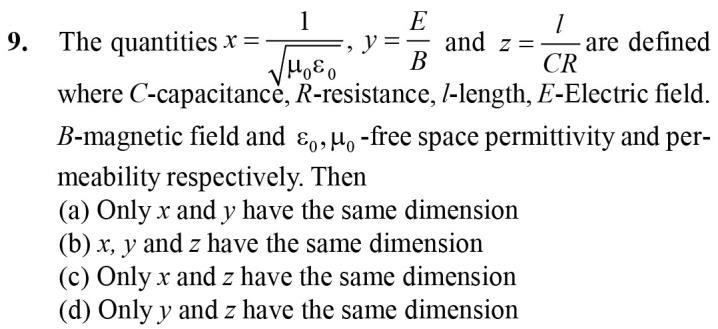 9. The quantities x = 1/√μ₀ε₀, y = E/B and z = l/CR are defined
where C-capacitance, R-resistance, l-length, E-Electric field.
B-magnetic field and ε₀, μ₀ -free space permittivity and per-
meability respectively. Then
(a) Only x and y have the same dimension
(b) x, y and z have the same dimension
(c) Only x and z have the same dimension
(d) Only y and z have the same dimension